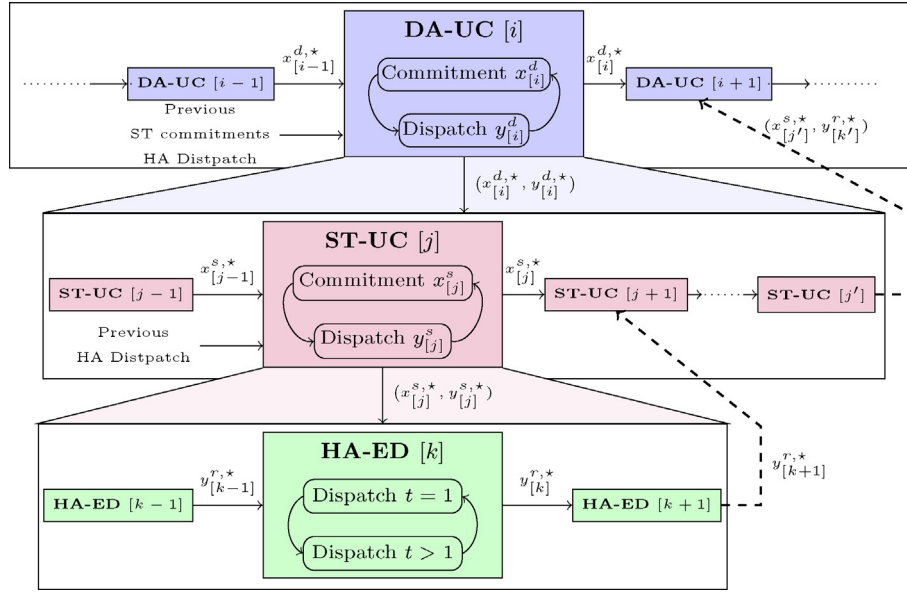 DA-UC [i]
x^{d,⋆}_{[i−1]}
x^{d,⋆}_{[i]}
Commitment x^d_{[i]}
DA-UC [i − 1]
DA-UC [i + 1]
Previous
ST commitments
HA Distpatch
Dispatch y^d_{[i]}
(x^{s,⋆}_{[j′]}, y^{r,⋆}_{[k′]})
(x^{d,⋆}_{[i]}, y^{d,⋆}_{[i]})
ST-UC [j]
x^{s,⋆}_{[j−1]}
x^{s,⋆}_{[j]}
Commitment x^s_{[j]}
ST-UC [j − 1]
ST-UC [j + 1]
ST-UC [j′]
Previous
HA Distpatch
Dispatch y^s_{[j]}
(x^{s,⋆}_{[j]}, y^{s,⋆}_{[j]})
HA-ED [k]
y^{r,⋆}_{[k−1]}
y^{r,⋆}_{[k]}
y^{r,⋆}_{[k+1]}
Dispatch t = 1
HA-ED [k − 1]
HA-ED [k + 1]
Dispatch t > 1